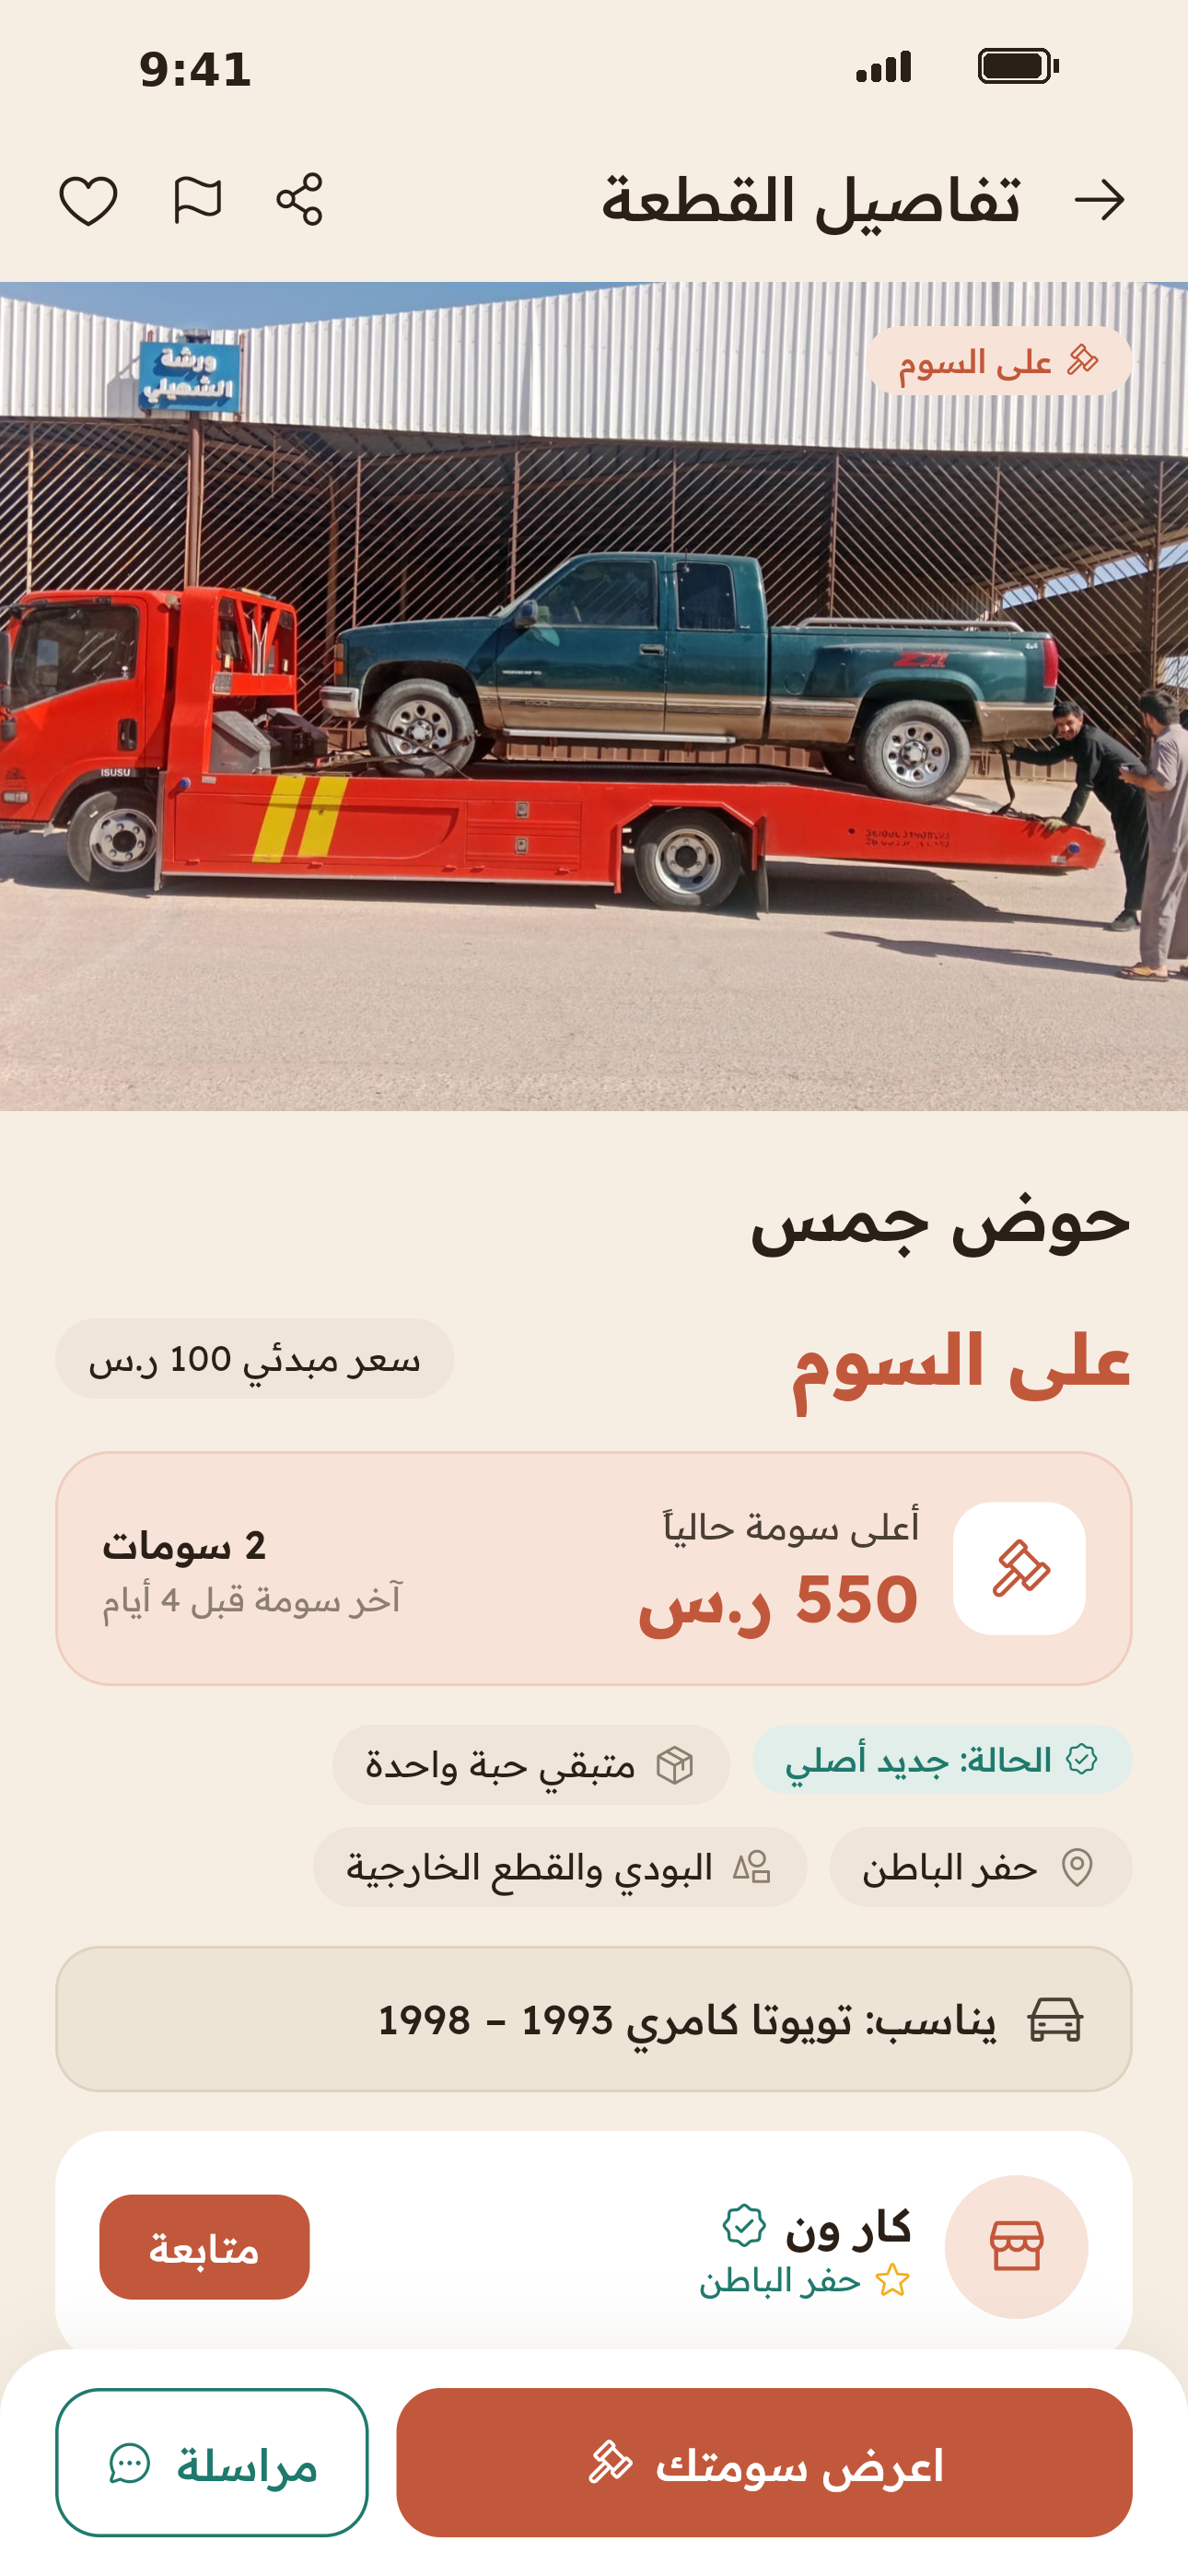 9:41
تفاصيل القطعة
على السوم
ورشة
الشعيلي
Z71
4x4
ISUSU
حوض جمس
على السوم
سعر مبدئي 100 ر.س
أعلى سومة حالياً
550 ر.س
2 سومات
آخر سومة قبل 4 أيام
الحالة: جديد أصلي
متبقي حبة واحدة
حفر الباطن
البودي والقطع الخارجية
يناسب: تويوتا كامري 1993 – 1998
كار ون
حفر الباطن
متابعة
اعرض سومتك
مراسلة